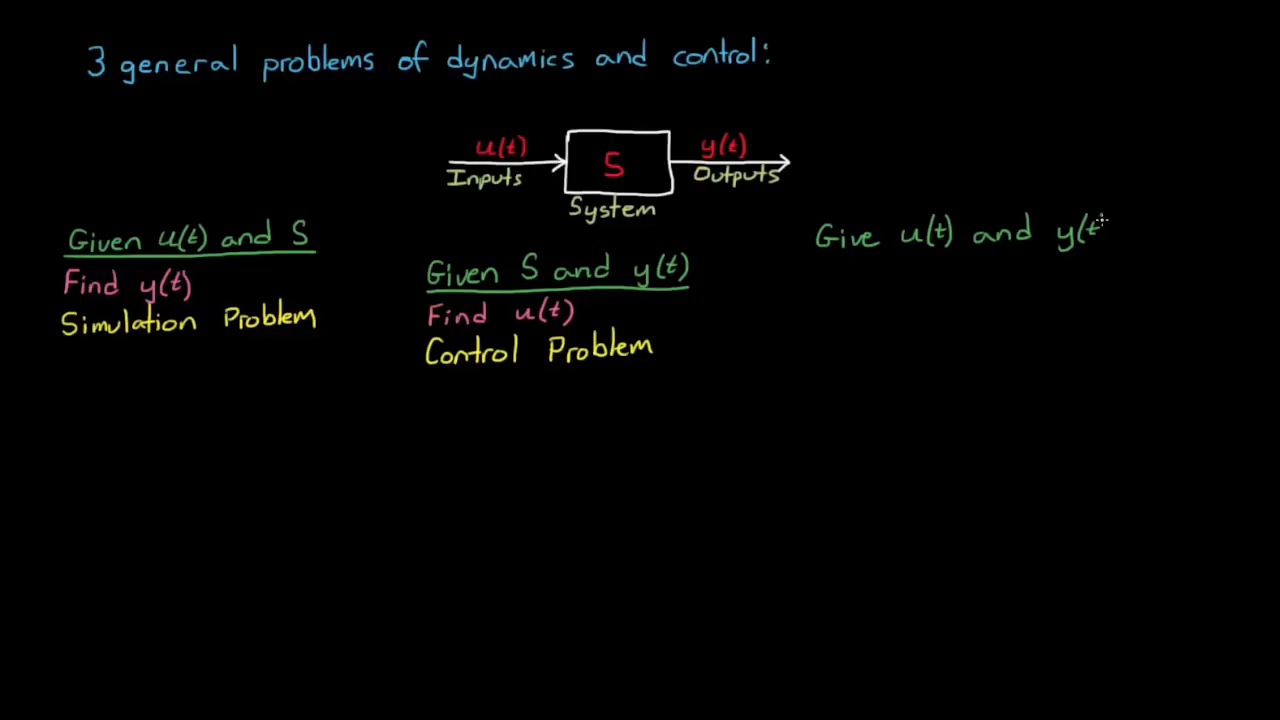 3 general problems of dynamics and control:
u(t)
Inputs
S
System
y(t)
Outputs
Given u(t) and S
Find y(t)
Simulation Problem
Given S and y(t)
Find u(t)
Control Problem
Give u(t) and y(t